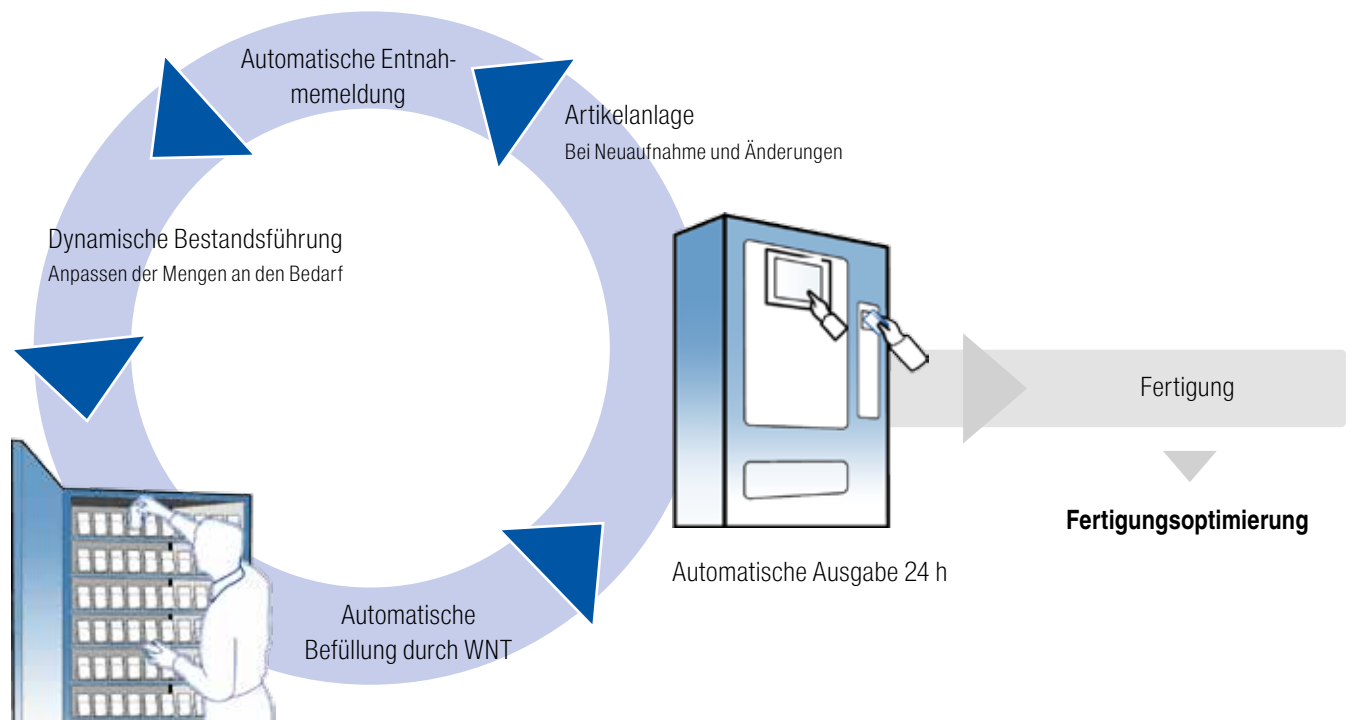 Automatische Entnah-
memeldung
Artikelanlage
Bei Neuaufnahme und Änderungen
Dynamische Bestandsführung
Anpassen der Mengen an den Bedarf
Fertigung
Fertigungsoptimierung
Automatische Ausgabe 24 h
Automatische
Befüllung durch WNT